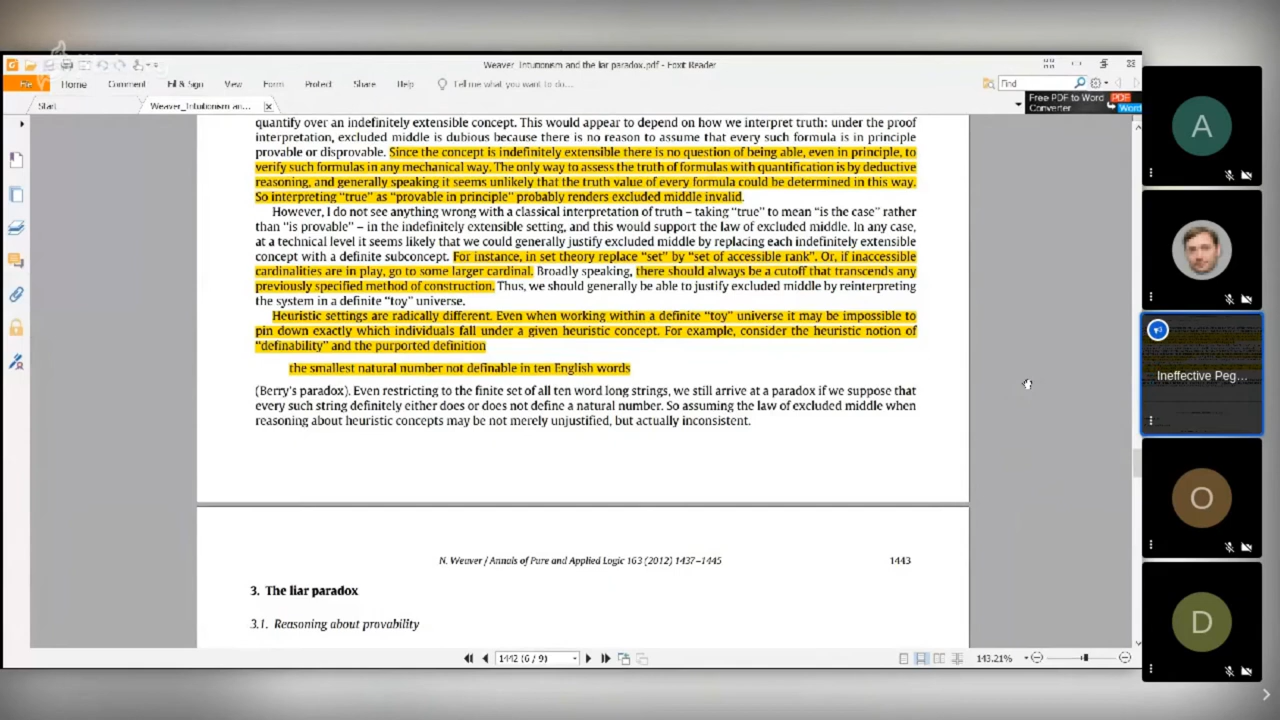 Weaver_Intutionism and the liar paradox.pdf - Foxit Reader
File
Home
Comment
Fill & Sign
View
Form
Protect
Share
Help
Tell me what you want to do...
Find
Start
Weaver_Intutionism an...
Free PDF to Word
Converter
PDF
Word
quantify over an indefinitely extensible concept. This would appear to depend on how we interpret truth: under the proof
interpretation, excluded middle is dubious because there is no reason to assume that every such formula is in principle
provable or disprovable. Since the concept is indefinitely extensible there is no question of being able, even in principle, to
verify such formulas in any mechanical way. The only way to assess the truth of formulas with quantification is by deductive
reasoning, and generally speaking it seems unlikely that the truth value of every formula could be determined in this way.
So interpreting “true” as “provable in principle” probably renders excluded middle invalid.
However, I do not see anything wrong with a classical interpretation of truth – taking “true” to mean “is the case” rather
than “is provable” – in the indefinitely extensible setting, and this would support the law of excluded middle. In any case,
at a technical level it seems likely that we could generally justify excluded middle by replacing each indefinitely extensible
concept with a definite subconcept. For instance, in set theory replace “set” by “set of accessible rank”. Or, if inaccessible
cardinalities are in play, go to some larger cardinal. Broadly speaking, there should always be a cutoff that transcends any
previously specified method of construction. Thus, we should generally be able to justify excluded middle by reinterpreting
the system in a definite “toy” universe.
Heuristic settings are radically different. Even when working within a definite “toy” universe it may be impossible to
pin down exactly which individuals fall under a given heuristic concept. For example, consider the heuristic notion of
“definability” and the purported definition
the smallest natural number not definable in ten English words
(Berry’s paradox). Even restricting to the finite set of all ten word long strings, we still arrive at a paradox if we suppose that
every such string definitely either does or does not define a natural number. So assuming the law of excluded middle when
reasoning about heuristic concepts may be not merely unjustified, but actually inconsistent.
N. Weaver / Annals of Pure and Applied Logic 163 (2012) 1437–1445
1443
3. The liar paradox
3.1. Reasoning about provability
1442 (6 / 9)
143.21%
A
Ineffective Peg...
O
D